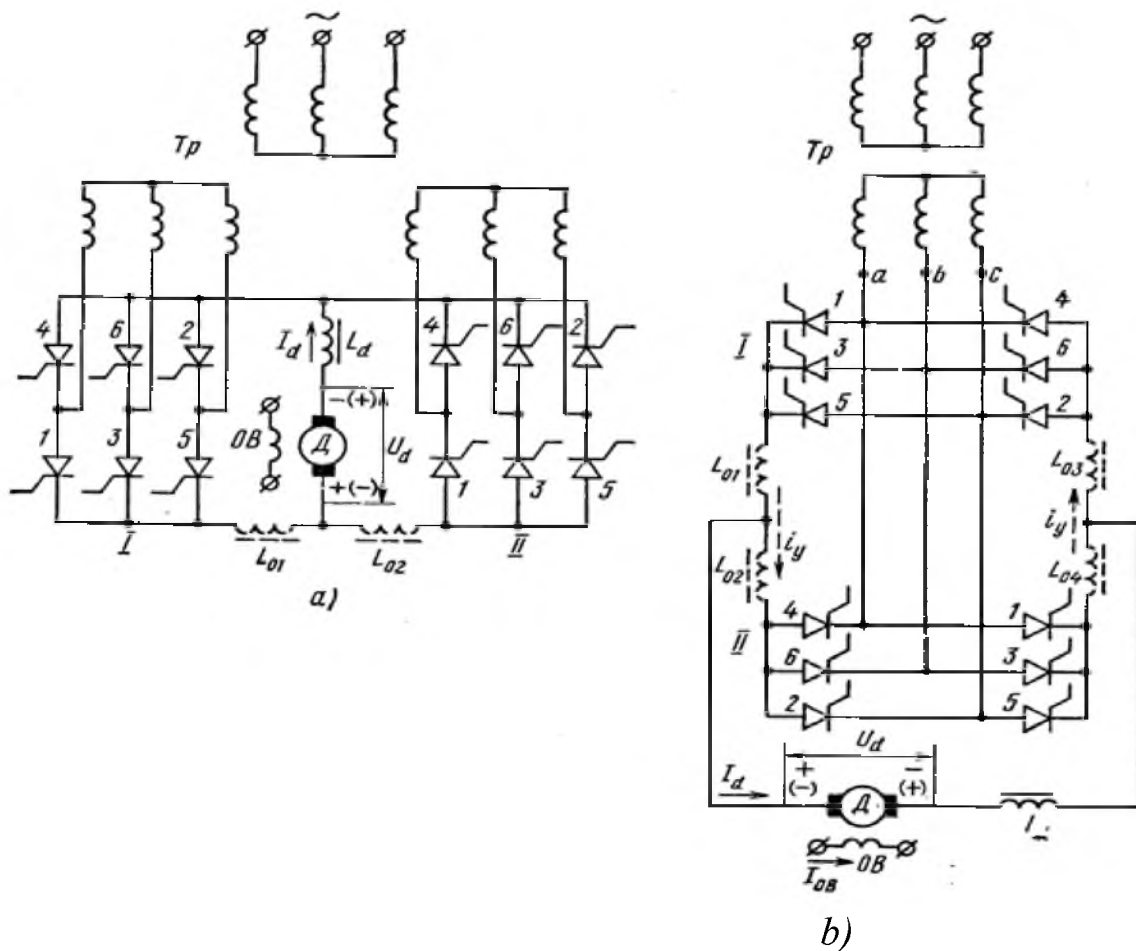 ~
Тр
4
6
2
1
3
5
I
I_d
L_d
ОВ
Д
−(+)
+(−)
U_d
4
6
2
1
3
5
II
L_01
L_02
а)
~
Тр
a
b
c
I
1
3
5
4
6
2
L_01
L_03
i_y
i_y
L_02
L_04
II
4
6
2
1
3
5
U_d
I_d
+
(−)
−
(+)
Д
I_ОВ
ОВ
b)